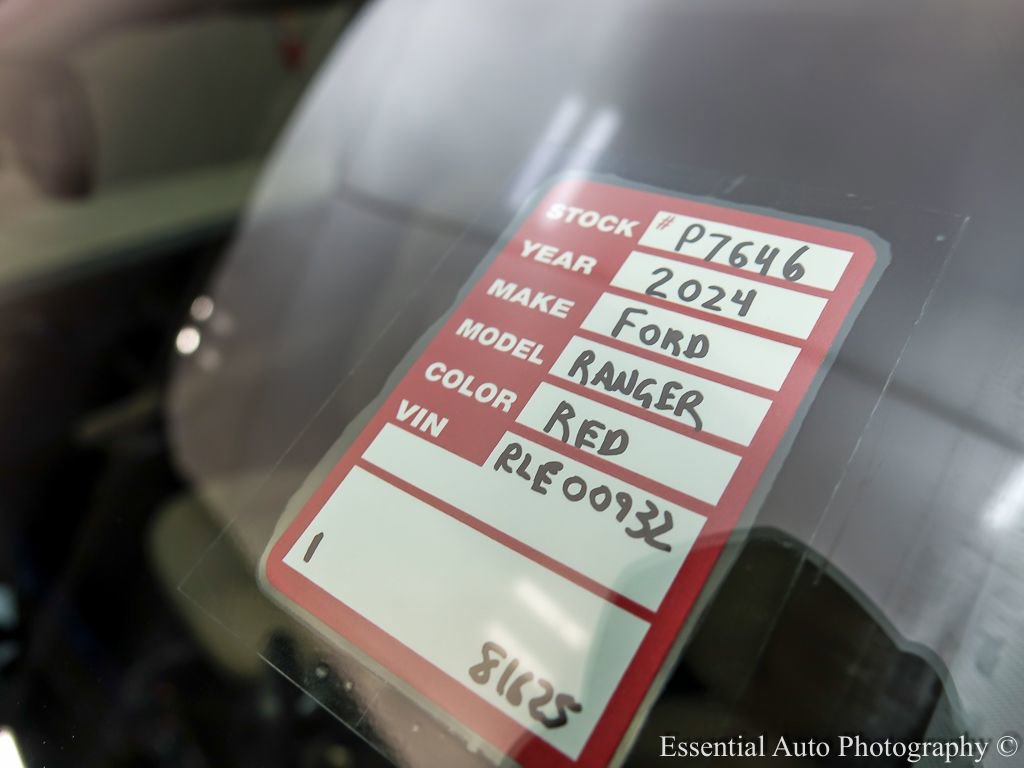 STOCK # P7646
YEAR 2024
MAKE FORD
MODEL RANGER
COLOR RED
VIN RLE00932
1
81625
Essential Auto Photography ©